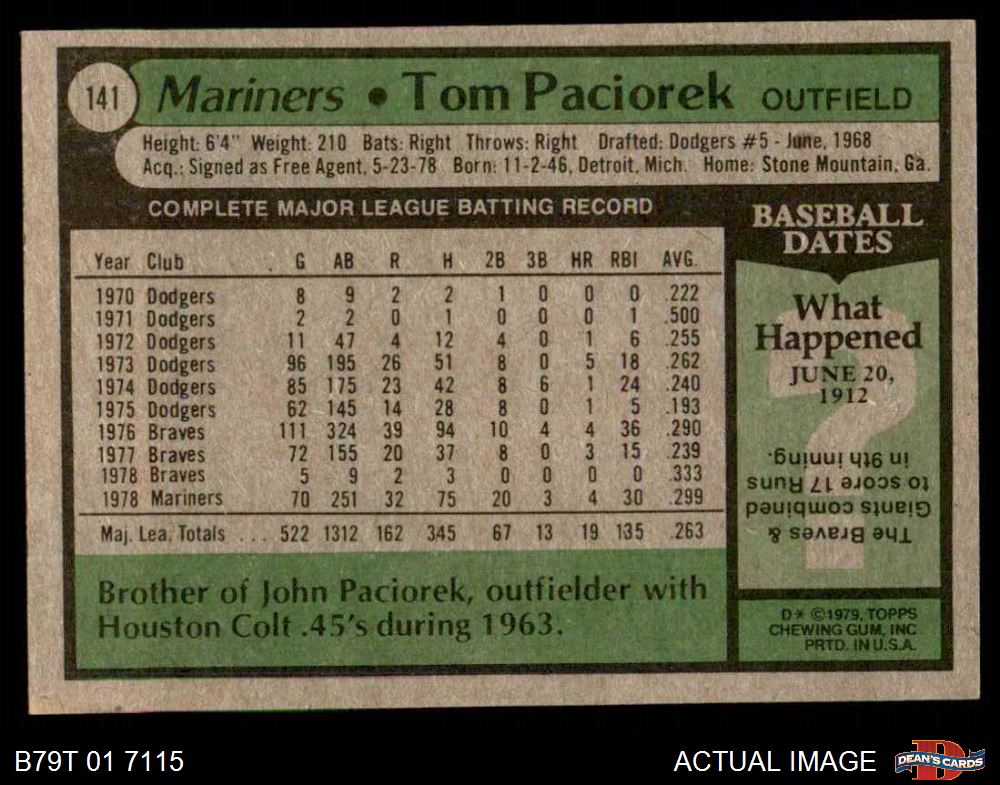 141 Mariners • Tom Paciorek OUTFIELD
Height: 6'4" Weight: 210 Bats: Right Throws: Right Drafted: Dodgers #5 - June, 1968
Acq.: Signed as Free Agent, 5-23-78 Born: 11-2-46, Detroit, Mich. Home: Stone Mountain, Ga.
COMPLETE MAJOR LEAGUE BATTING RECORD
Year Club G AB R H 2B 3B HR RBI AVG.
1970 Dodgers 8 9 2 2 1 0 0 0 .222
1971 Dodgers 2 2 0 1 0 0 0 1 .500
1972 Dodgers 11 47 4 12 4 0 1 6 .255
1973 Dodgers 96 195 26 51 8 0 5 18 .262
1974 Dodgers 85 175 23 42 8 6 1 24 .240
1975 Dodgers 62 145 14 28 8 0 1 5 .193
1976 Braves 111 324 39 94 10 4 4 36 .290
1977 Braves 72 155 20 37 8 0 3 15 .239
1978 Braves 5 9 2 3 0 0 0 0 .333
1978 Mariners 70 251 32 75 20 3 4 30 .299
Maj. Lea. Totals ... 522 1312 162 345 67 13 19 135 .263
Brother of John Paciorek, outfielder with
Houston Colt .45's during 1963.
BASEBALL
DATES
What
Happened
JUNE 20,
1912
?
The Braves &
Giants combined
to score 17 Runs
in 9th inning.
D* ©1979, TOPPS
CHEWING GUM, INC
PRTD. IN U.S.A.
B79T 01 7115
ACTUAL IMAGE
D
DEAN'S CARDS